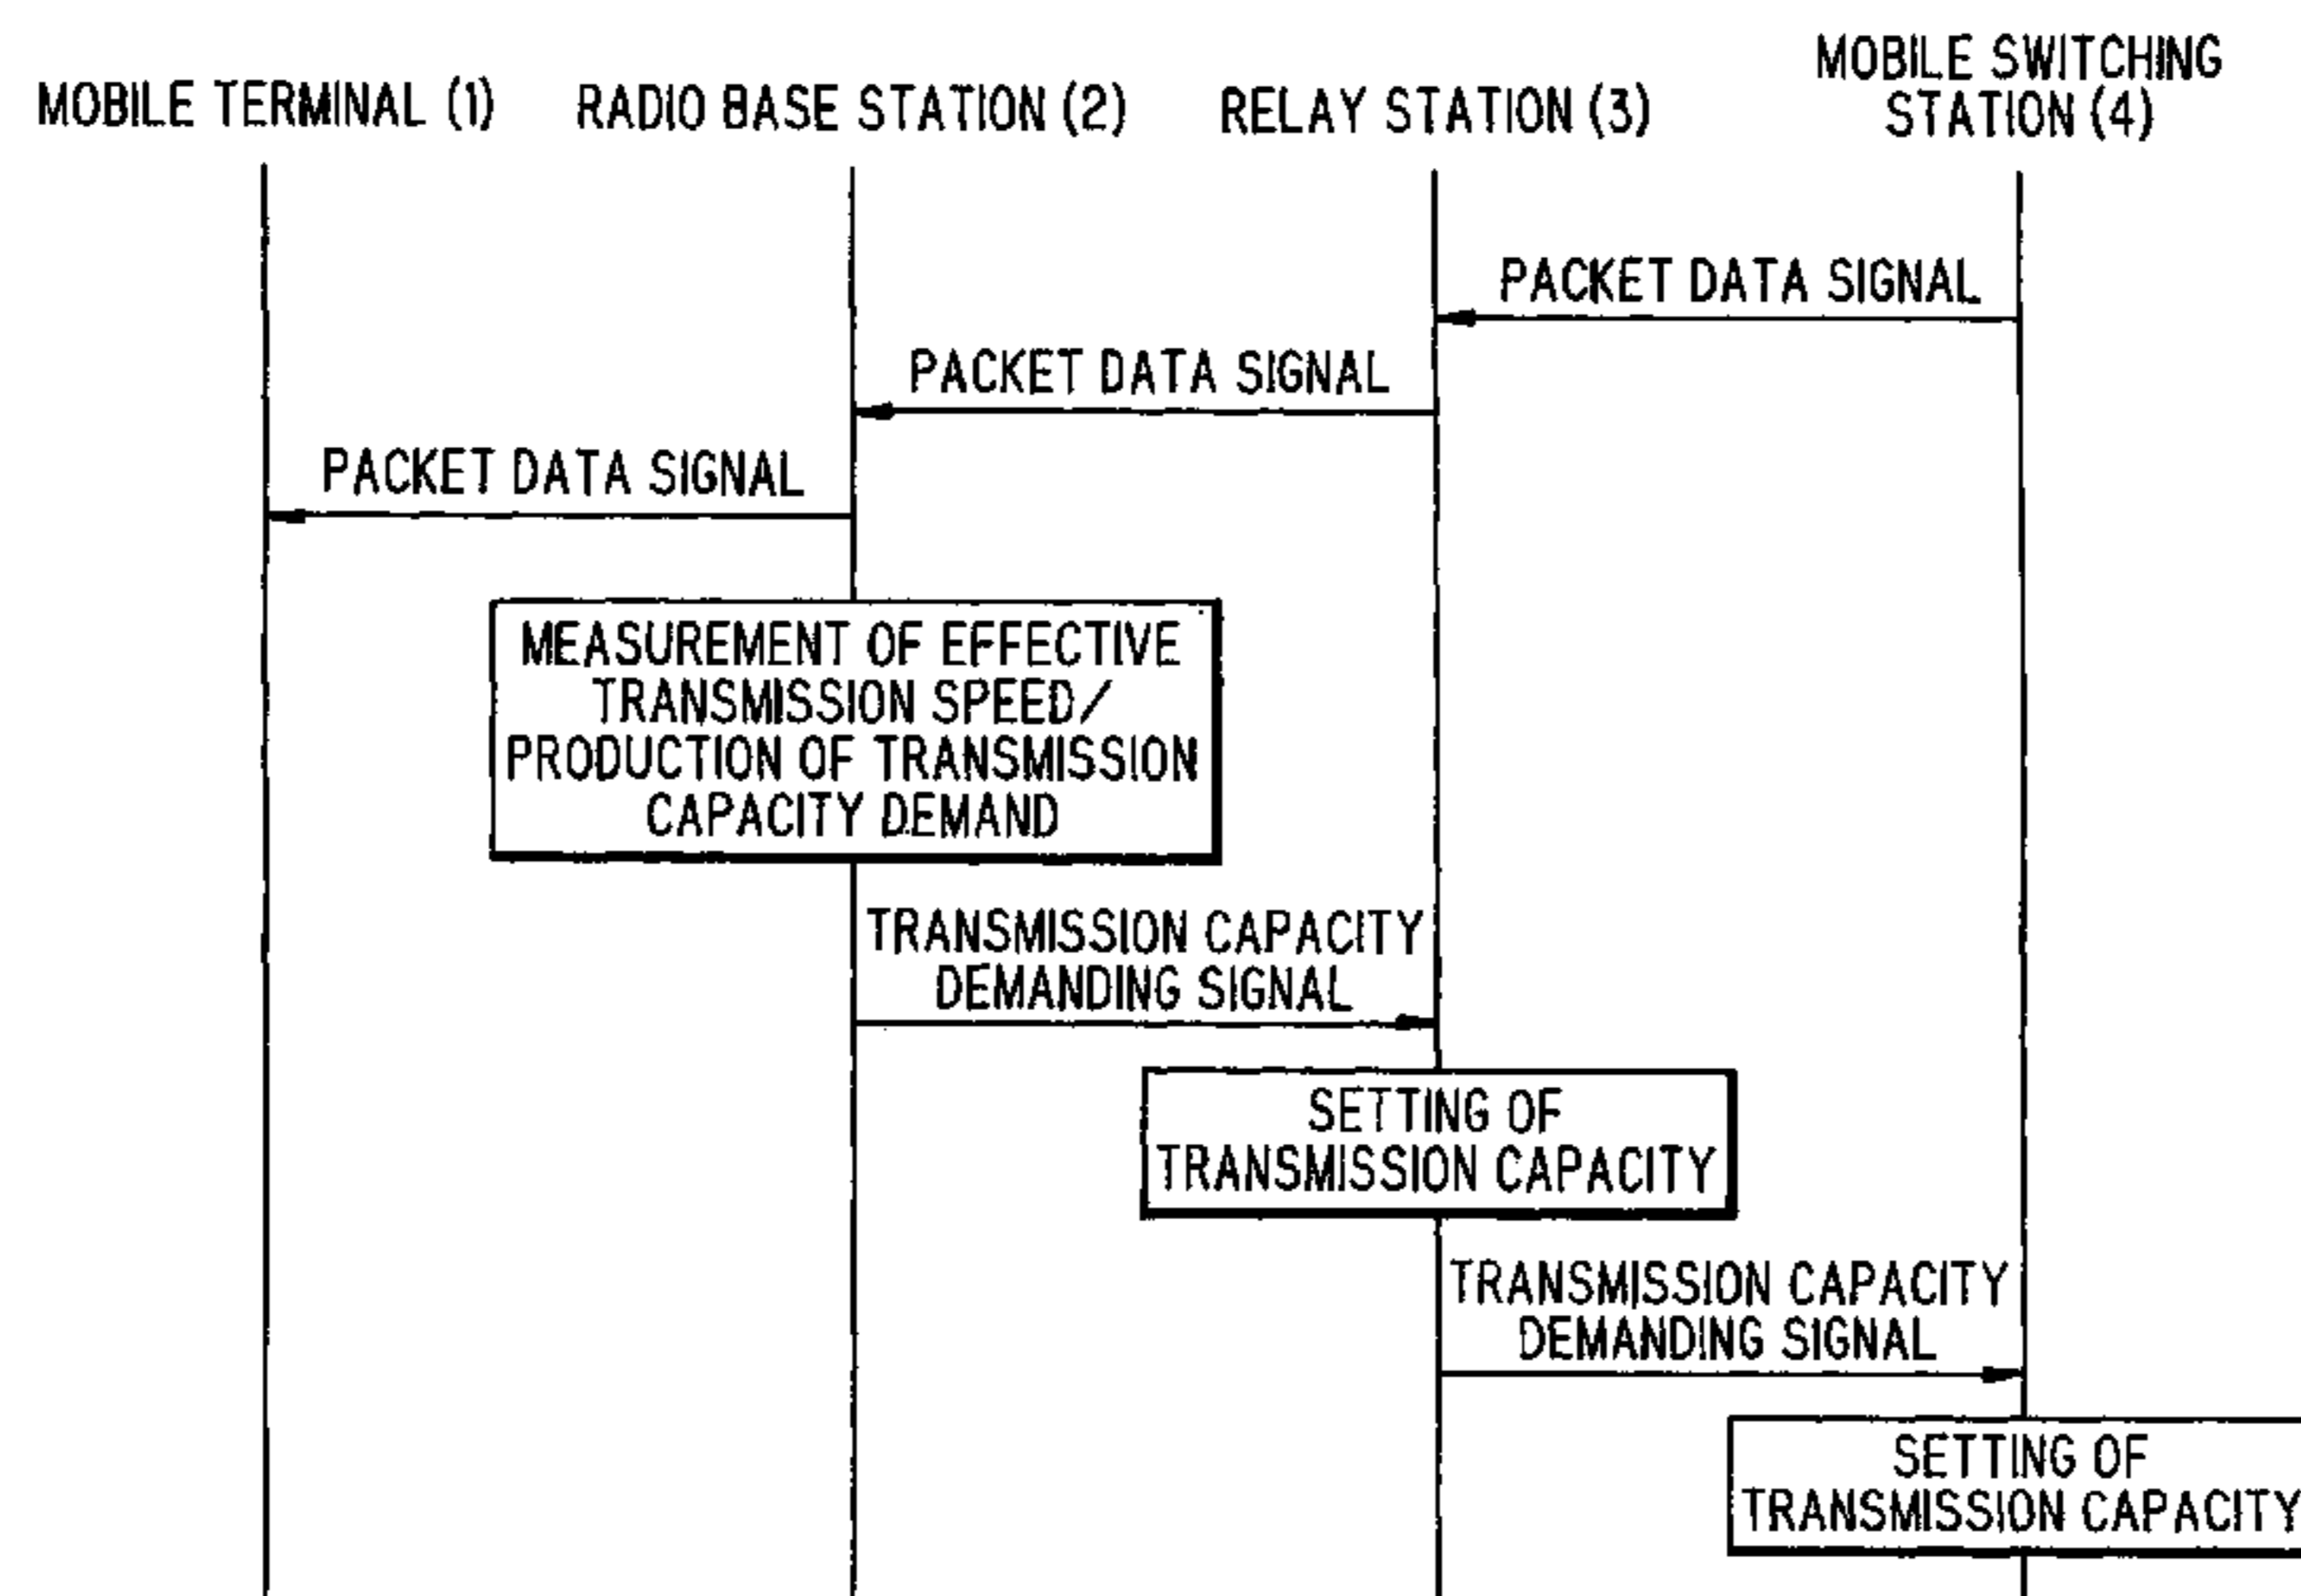 MOBILE TERMINAL (1)
RADIO BASE STATION (2)
RELAY STATION (3)
MOBILE SWITCHING
STATION (4)
PACKET DATA SIGNAL
PACKET DATA SIGNAL
PACKET DATA SIGNAL
MEASUREMENT OF EFFECTIVE
TRANSMISSION SPEED/
PRODUCTION OF TRANSMISSION
CAPACITY DEMAND
TRANSMISSION CAPACITY
DEMANDING SIGNAL
SETTING OF
TRANSMISSION CAPACITY
TRANSMISSION CAPACITY
DEMANDING SIGNAL
SETTING OF
TRANSMISSION CAPACITY